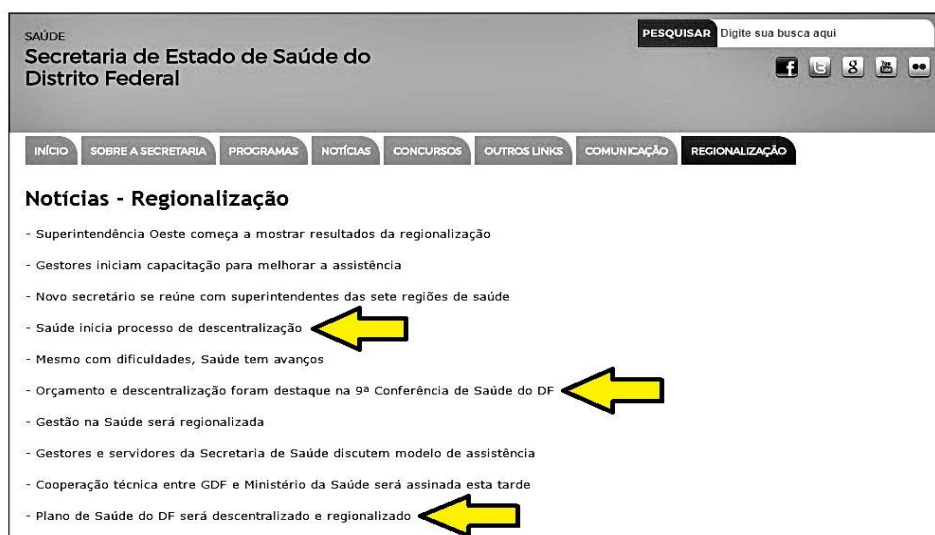 SAÚDE
Secretaria de Estado de Saúde do
Distrito Federal
PESQUISAR Digite sua busca aqui
INÍCIO SOBRE A SECRETARIA PROGRAMAS NOTÍCIAS CONCURSOS OUTROS LINKS COMUNICAÇÃO REGIONALIZAÇÃO
Notícias - Regionalização
- Superintendência Oeste começa a mostrar resultados da regionalização
- Gestores iniciam capacitação para melhorar a assistência
- Novo secretário se reúne com superintendentes das sete regiões de saúde
- Saúde inicia processo de descentralização
- Mesmo com dificuldades, Saúde tem avanços
- Orçamento e descentralização foram destaque na 9ª Conferência de Saúde do DF
- Gestão na Saúde será regionalizada
- Gestores e servidores da Secretaria de Saúde discutem modelo de assistência
- Cooperação técnica entre GDF e Ministério da Saúde será assinada esta tarde
- Plano de Saúde do DF será descentralizado e regionalizado